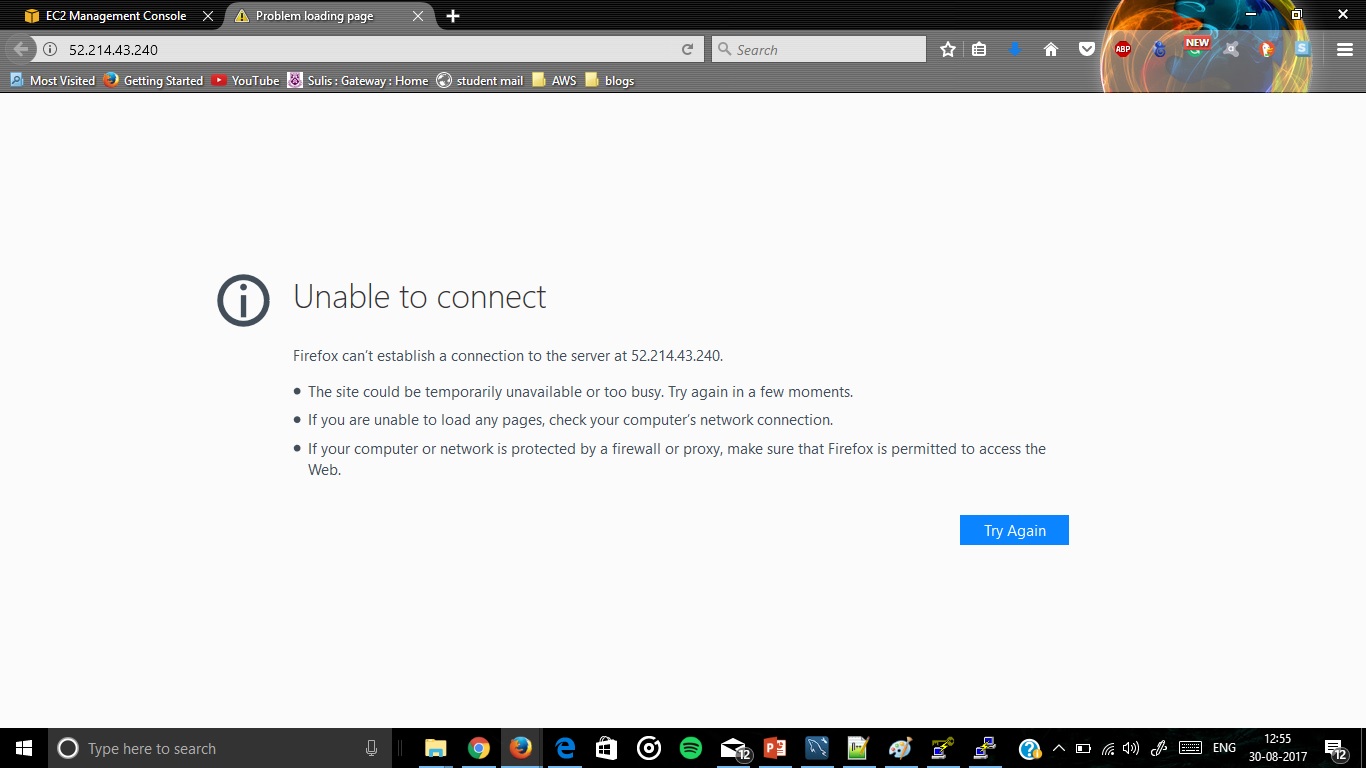 EC2 Management Console
Problem loading page
52.214.43.240
Search
ABP
NEW
S
Most Visited
Getting Started
YouTube
Sulis : Gateway : Home
student mail
AWS
blogs
Unable to connect
Firefox can't establish a connection to the server at 52.214.43.240.
The site could be temporarily unavailable or too busy. Try again in a few moments.
If you are unable to load any pages, check your computer's network connection.
If your computer or network is protected by a firewall or proxy, make sure that Firefox is permitted to access the
Web.
Try Again
Type here to search
12
ENG
12:55
30-08-2017
12